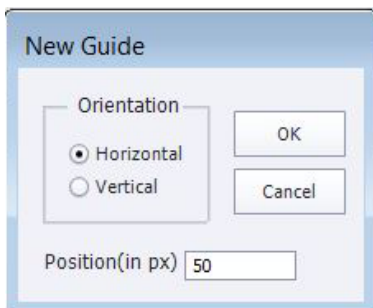 New Guide
Orientation
Horizontal
Vertical
OK
Cancel
Position(in px) 50